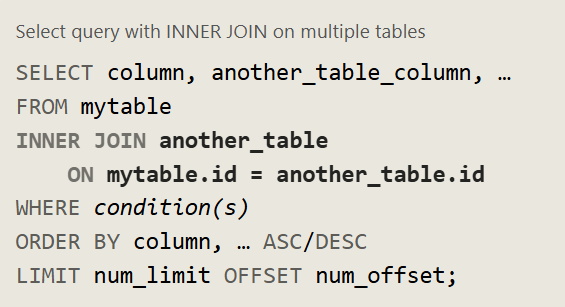 Select query with INNER JOIN on multiple tables
SELECT column, another_table_column, …
FROM mytable
INNER JOIN another_table
    ON mytable.id = another_table.id
WHERE condition(s)
ORDER BY column, … ASC/DESC
LIMIT num_limit OFFSET num_offset;